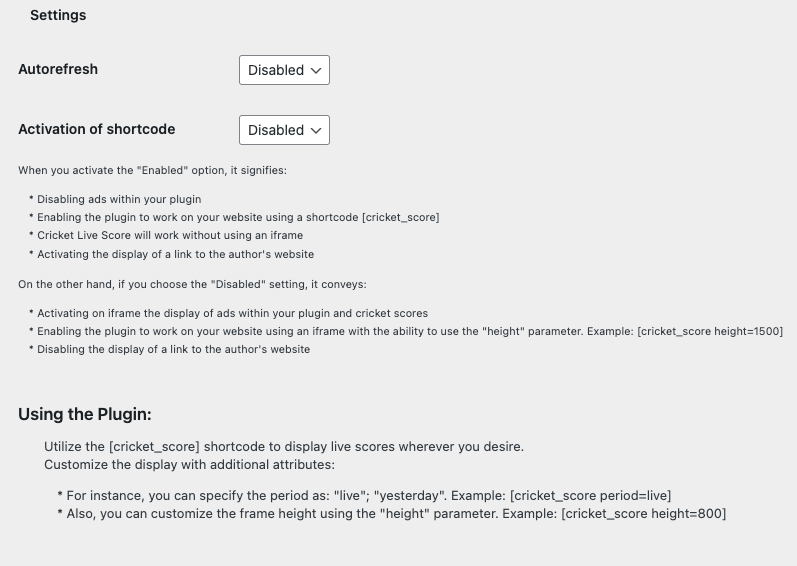 Settings
Autorefresh
Disabled
Activation of shortcode
Disabled
When you activate the "Enabled" option, it signifies:
* Disabling ads within your plugin
* Enabling the plugin to work on your website using a shortcode [cricket_score]
* Cricket Live Score will work without using an iframe
* Activating the display of a link to the author's website
On the other hand, if you choose the "Disabled" setting, it conveys:
* Activating on iframe the display of ads within your plugin and cricket scores
* Enabling the plugin to work on your website using an iframe with the ability to use the "height" parameter. Example: [cricket_score height=1500]
* Disabling the display of a link to the author's website
Using the Plugin:
Utilize the [cricket_score] shortcode to display live scores wherever you desire.
Customize the display with additional attributes:
* For instance, you can specify the period as: "live"; "yesterday". Example: [cricket_score period=live]
* Also, you can customize the frame height using the "height" parameter. Example: [cricket_score height=800]